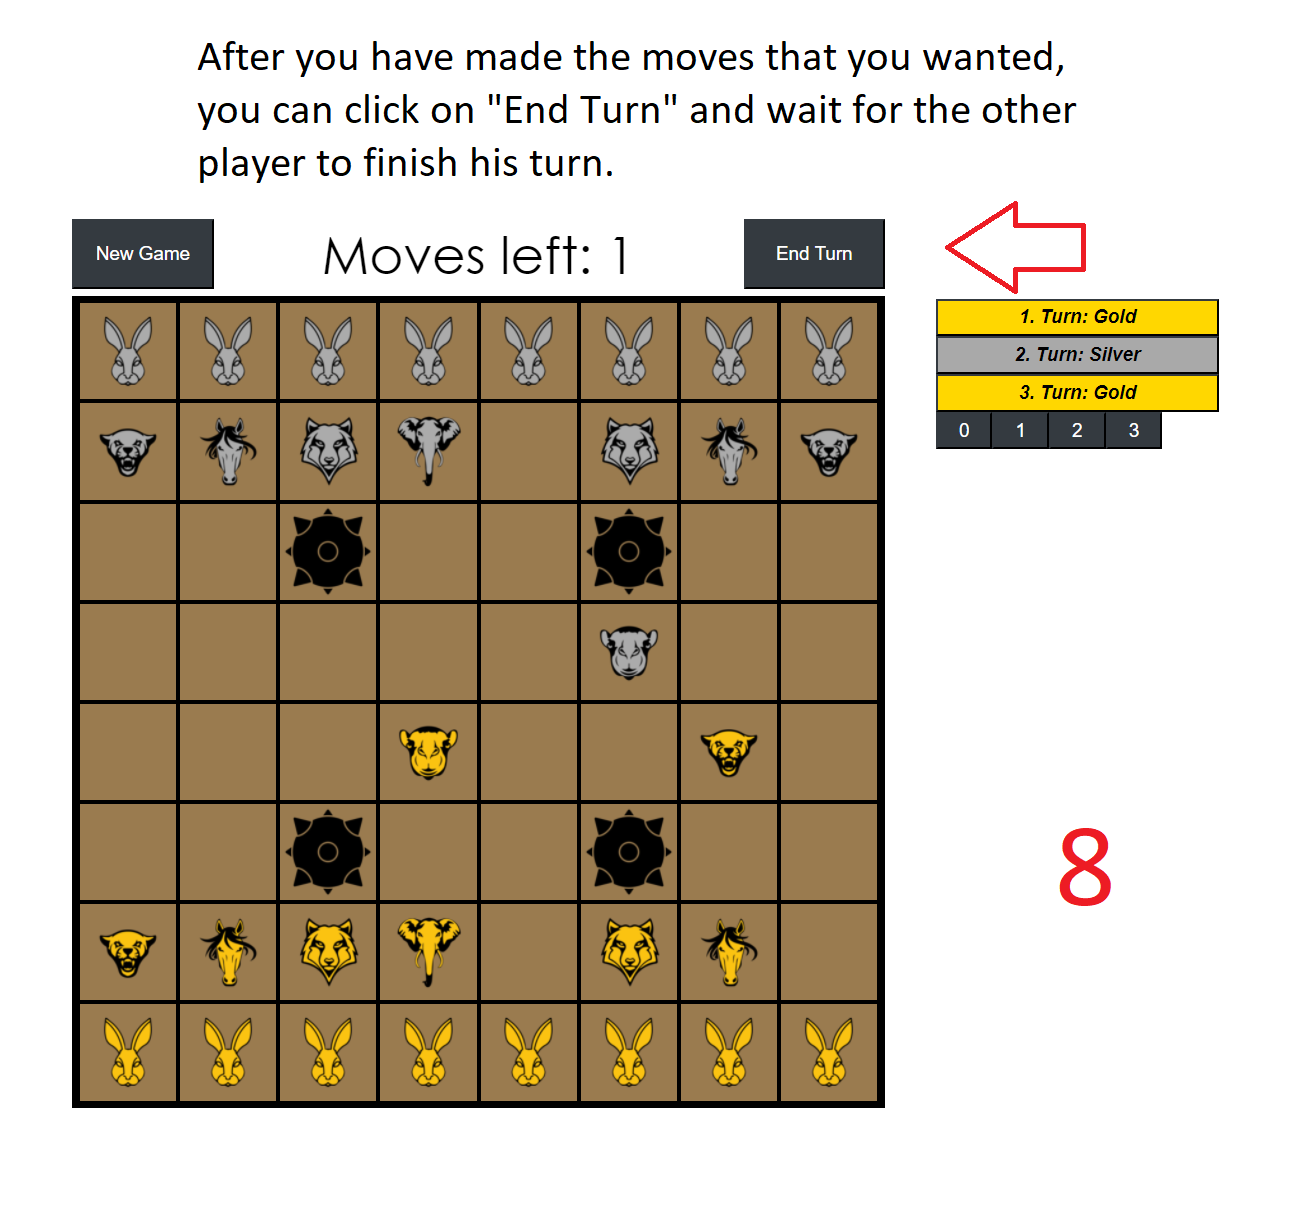 After you have made the moves that you wanted,
you can click on "End Turn" and wait for the other
player to finish his turn.
New Game
Moves left: 1
End Turn
1. Turn: Gold
2. Turn: Silver
3. Turn: Gold
0 1 2 3
8